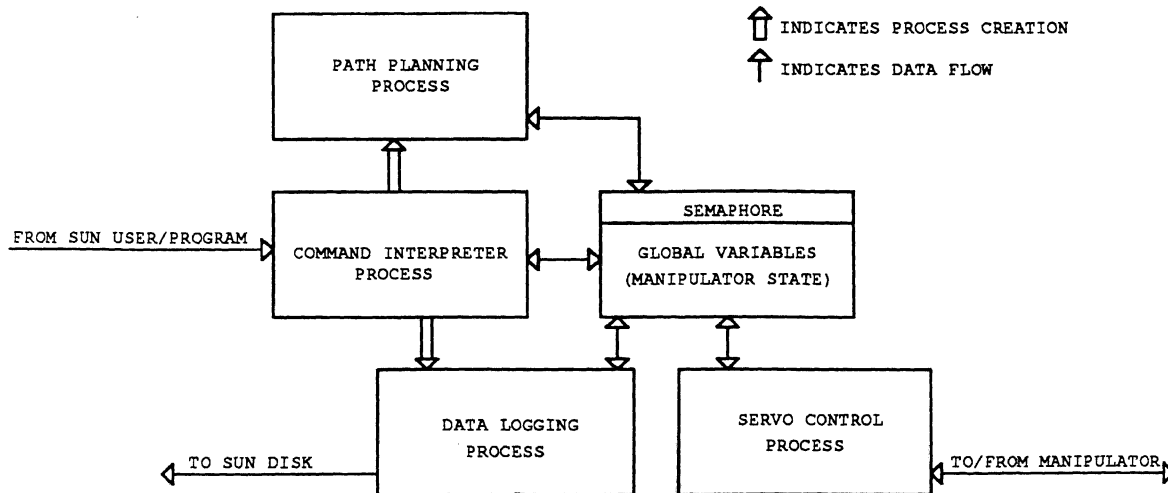 INDICATES PROCESS CREATION
INDICATES DATA FLOW
PATH PLANNING
PROCESS
SEMAPHORE
GLOBAL VARIABLES
(MANIPULATOR STATE)
FROM SUN USER/PROGRAM
COMMAND INTERPRETER
PROCESS
DATA LOGGING
PROCESS
SERVO CONTROL
PROCESS
TO SUN DISK
TO/FROM MANIPULATOR